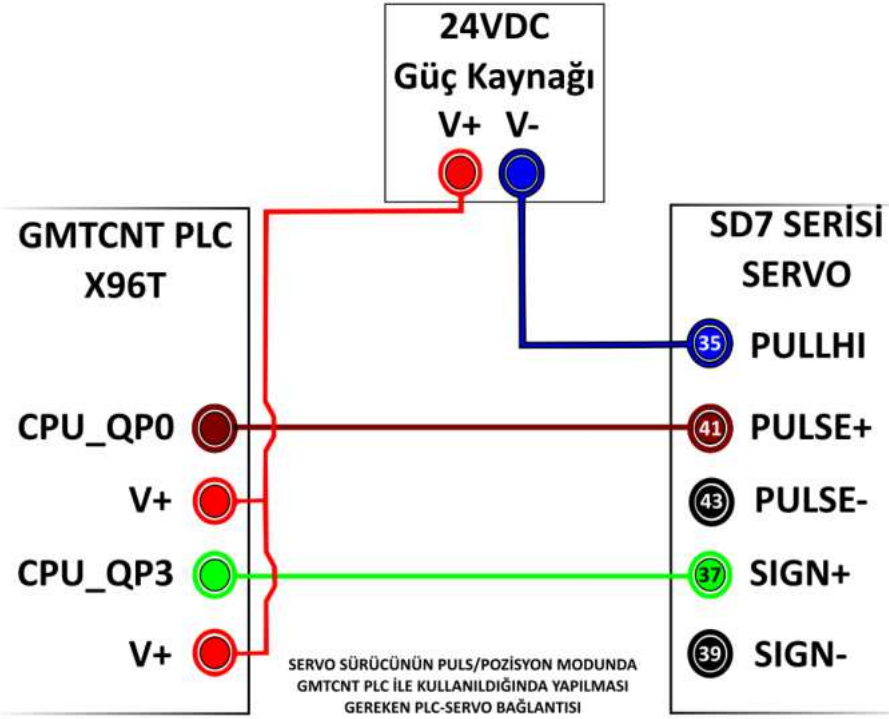 24VDC
Güç Kaynağı
V+ V-
GMTCNT PLC
X96T
SD7 SERİSİ
SERVO
35 PULLHI
CPU_QP0
41 PULSE+
V+
43 PULSE-
CPU_QP3
37 SIGN+
V+
39 SIGN-
SERVO SÜRÜCÜNÜN PULS/POZİSYON MODUNDA
GMTCNT PLC İLE KULLANILDIĞINDA YAPILMASI
GEREKEN PLC-SERVO BAĞLANTISI